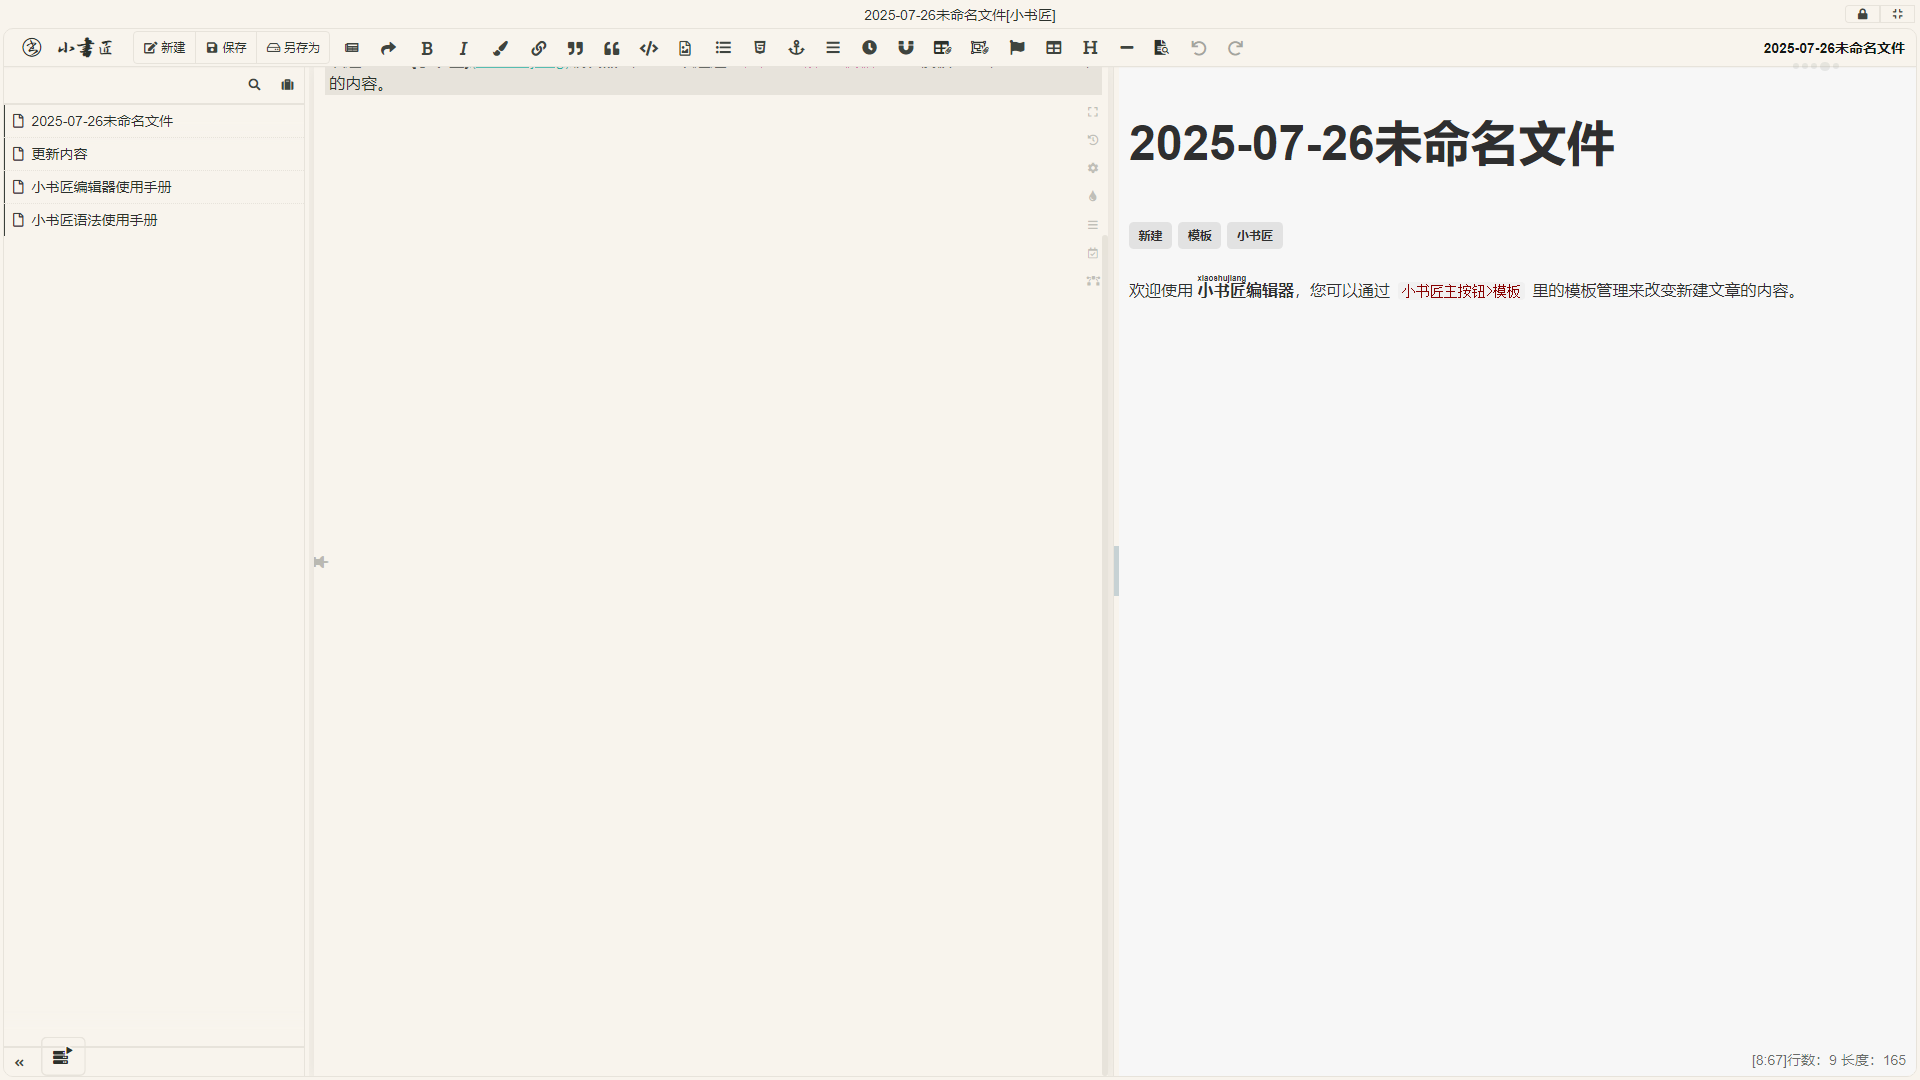 2025-07-26未命名文件[小书匠]
小書匠
新建
保存
另存为
2025-07-26未命名文件
2025-07-26未命名文件
更新内容
小书匠编辑器使用手册
小书匠语法使用手册
的内容。
2025-07-26未命名文件
新建
模板
小书匠
xiaoshujiang
欢迎使用 小书匠编辑器，您可以通过 小书匠主按钮>模板 里的模板管理来改变新建文章的内容。
[8:67]行数：9 长度：165